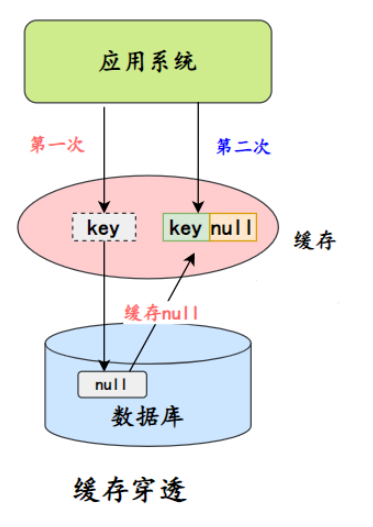 应用系统
第一次
第二次
key
key null
缓存
缓存null
null
数据库
缓存穿透